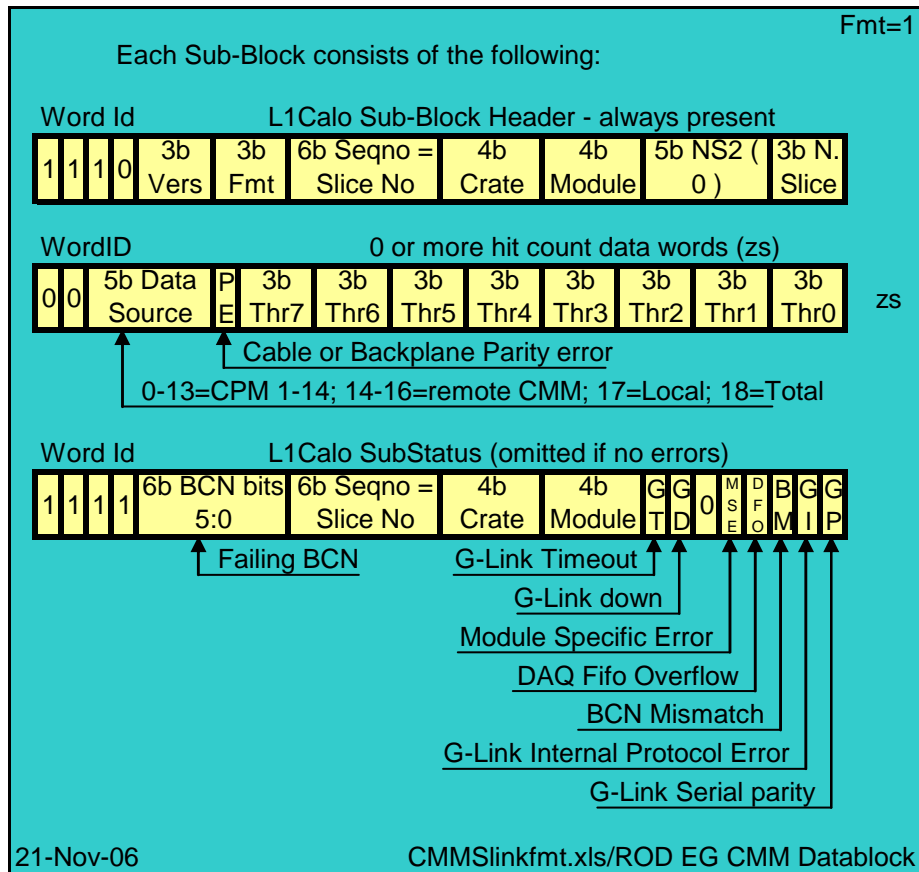 Fmt=1
Each Sub-Block consists of the following:
Word Id L1Calo Sub-Block Header - always present
1 1 1 0 3b Vers 3b Fmt 6b Seqno = Slice No 4b Crate 4b Module 5b NS2 ( 0 ) 3b N. Slice
WordID 0 or more hit count data words (zs)
0 0 5b Data Source PE 3b Thr7 3b Thr6 3b Thr5 3b Thr4 3b Thr3 3b Thr2 3b Thr1 3b Thr0 zs
Cable or Backplane Parity error
0-13=CPM 1-14; 14-16=remote CMM; 17=Local; 18=Total
Word Id L1Calo SubStatus (omitted if no errors)
1 1 1 1 6b BCN bits 5:0 6b Seqno = Slice No 4b Crate 4b Module GT GD 0 MSE DFO BM GI GP
Failing BCN G-Link Timeout
G-Link down
Module Specific Error
DAQ Fifo Overflow
BCN Mismatch
G-Link Internal Protocol Error
G-Link Serial parity
21-Nov-06 CMMSlinkfmt.xls/ROD EG CMM Datablock